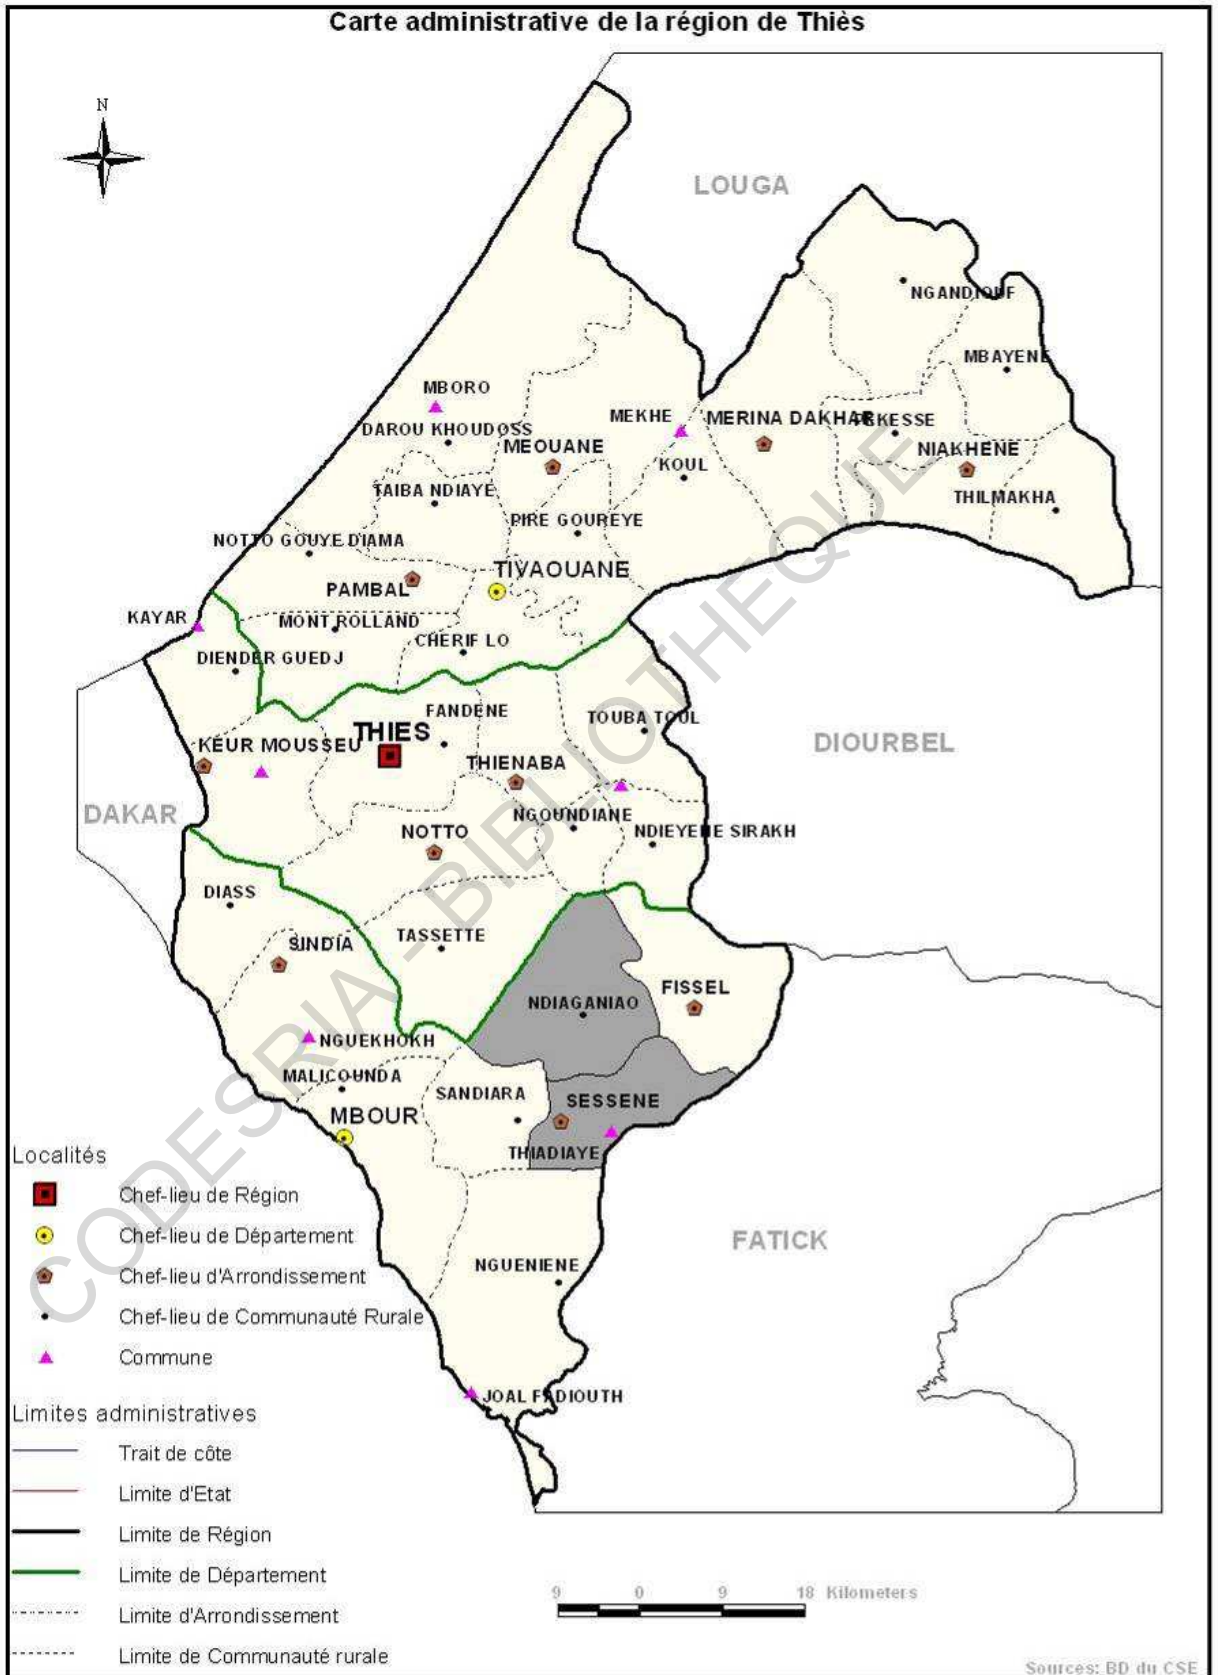 Carte administrative de la région de Thiès
N
LOUGA
NGANDIOUF
MBAYENE
MBORO
MEKHE
MERINA DAKHAR
PEKESSE
DAROU KHOUDOSS
MEOUANE
NIAKHENE
KOUL
TAIBA NDIAYE
THILMAKHA
PIRE GOUREYE
NOTTO GOUYE DIAMA
TIVAOUANE
PAMBAL
KAYAR
MONT ROLLAND
CHERIF LO
DIENDER GUEDJ
FANDENE
TOUBA TOUL
THIES
KEUR MOUSSEU
DIOURBEL
THIENABA
DAKAR
NGOUNDIANE
NOTTO
NDIEYENE SIRAKH
DIASS
TASSETTE
SINDIA
FISSEL
NDIAGANIAO
NGUEKHOKH
MALICOUNDA
SANDIARA
SESSENE
MBOUR
THIADIAYE
FATICK
NGUENIENE
JOAL FADIOUTH
Localités
Chef-lieu de Région
Chef-lieu de Département
Chef-lieu d'Arrondissement
Chef-lieu de Communauté Rurale
Commune
Limites administratives
Trait de côte
Limite d'Etat
Limite de Région
Limite de Département
Limite d'Arrondissement
Limite de Communauté rurale
9 0 9 18 Kilometers
Sources: BD du CSE
CODESRIA - BIBLIOTHEQUE